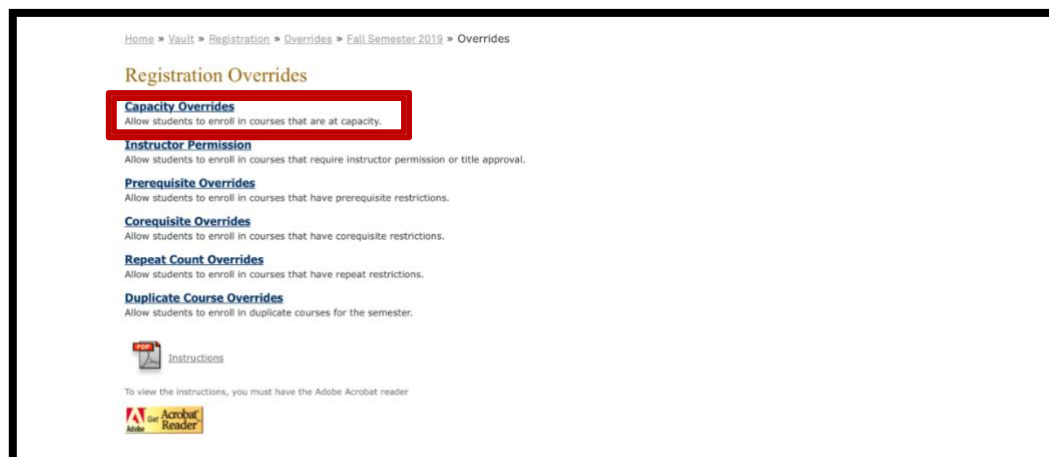 Home » Vault » Registration » Overrides » Fall Semester 2019 » Overrides
Registration Overrides
Capacity Overrides
Allow students to enroll in courses that are at capacity.
Instructor Permission
Allow students to enroll in courses that require instructor permission or title approval.
Prerequisite Overrides
Allow students to enroll in courses that have prerequisite restrictions.
Corequisite Overrides
Allow students to enroll in courses that have corequisite restrictions.
Repeat Count Overrides
Allow students to enroll in courses that have repeat restrictions.
Duplicate Course Overrides
Allow students to enroll in duplicate courses for the semester.
PDF
Instructions
To view the instructions, you must have the Adobe Acrobat reader
Get Acrobat
Adobe Reader